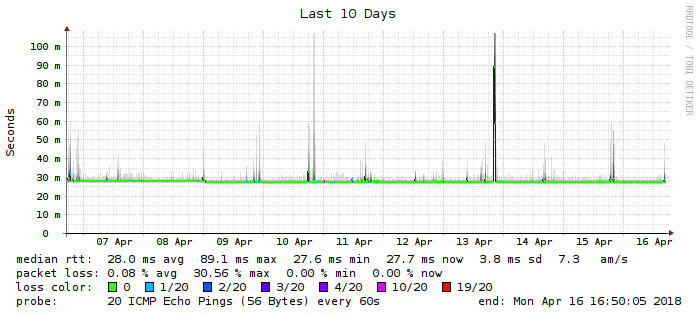 Last 10 Days
RRDTOOL / TOBI OETIKER
Seconds
100 m
90 m
80 m
70 m
60 m
50 m
40 m
30 m
20 m
10 m
0
07 Apr 08 Apr 09 Apr 10 Apr 11 Apr 12 Apr 13 Apr 14 Apr 15 Apr 16 Apr
median rtt: 28.0 ms avg 89.1 ms max 27.6 ms min 27.7 ms now 3.8 ms sd 7.3 am/s
packet loss: 0.08 % avg 30.56 % max 0.00 % min 0.00 % now
loss color: 0 1/20 2/20 3/20 4/20 10/20 19/20
probe: 20 ICMP Echo Pings (56 Bytes) every 60s end: Mon Apr 16 16:50:05 2018